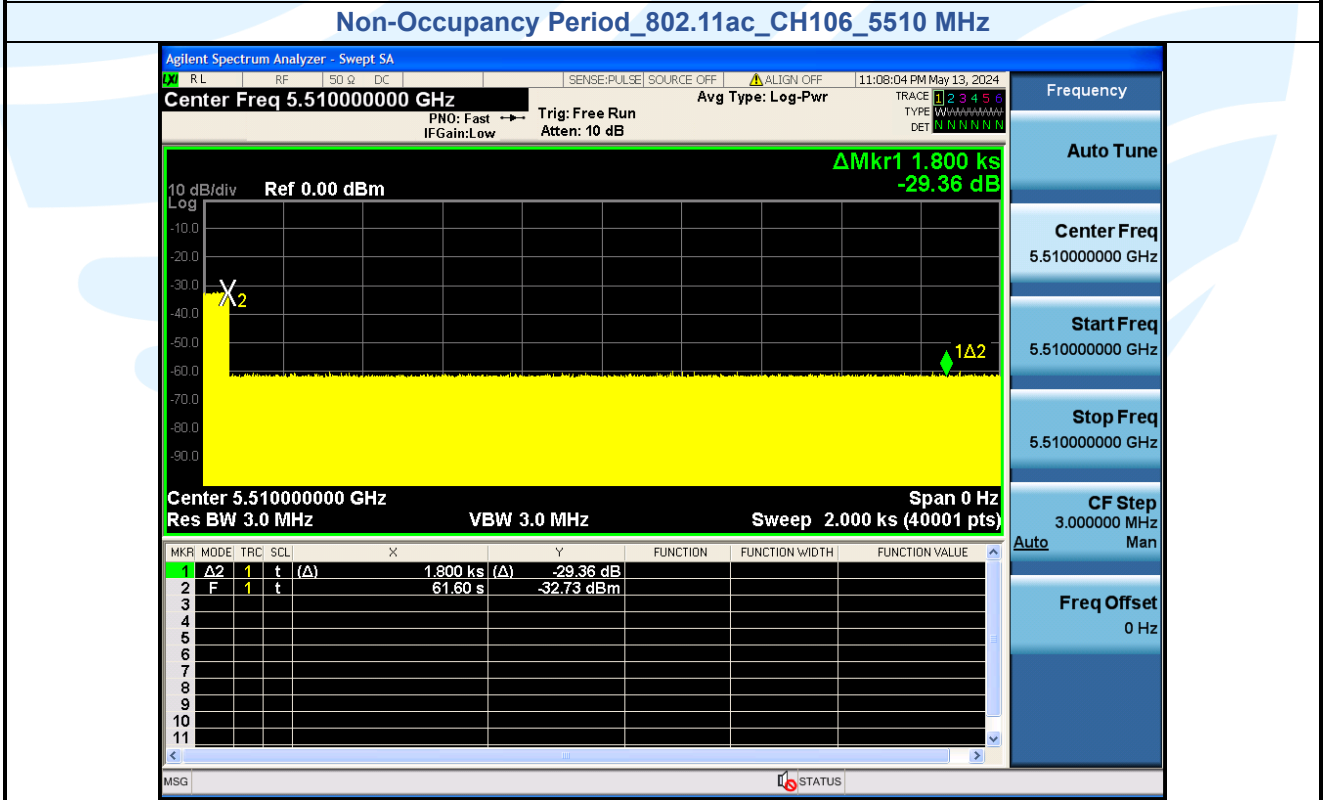 Non-Occupancy Period_802.11ac_CH106_5510 MHz
Agilent Spectrum Analyzer - Swept SA
LXI RL RF 50 Ω DC SENSE:PULSE SOURCE OFF ALIGN OFF 11:08:04 PM May 13, 2024
Center Freq 5.510000000 GHz
PNO: Fast
IFGain:Low
Trig: Free Run
Atten: 10 dB
Avg Type: Log-Pwr
TRACE 1 2 3 4 5 6
TYPE WWWWWW
DET N N N N N N
ΔMkr1 1.800 ks
-29.36 dB
10 dB/div Ref 0.00 dBm
Log
-10.0
-20.0
-30.0
-40.0
-50.0
-60.0
-70.0
-80.0
-90.0
2
1Δ2
Center 5.510000000 GHz Span 0 Hz
Res BW 3.0 MHz VBW 3.0 MHz Sweep 2.000 ks (40001 pts)
MKR MODE TRC SCL X Y FUNCTION FUNCTION WIDTH FUNCTION VALUE
1 Δ2 1 t (Δ) 1.800 ks (Δ) -29.36 dB
2 F 1 t 61.60 s -32.73 dBm
3
4
5
6
7
8
9
10
11
MSG STATUS
Frequency
Auto Tune
Center Freq
5.510000000 GHz
Start Freq
5.510000000 GHz
Stop Freq
5.510000000 GHz
CF Step
3.000000 MHz
Auto Man
Freq Offset
0 Hz